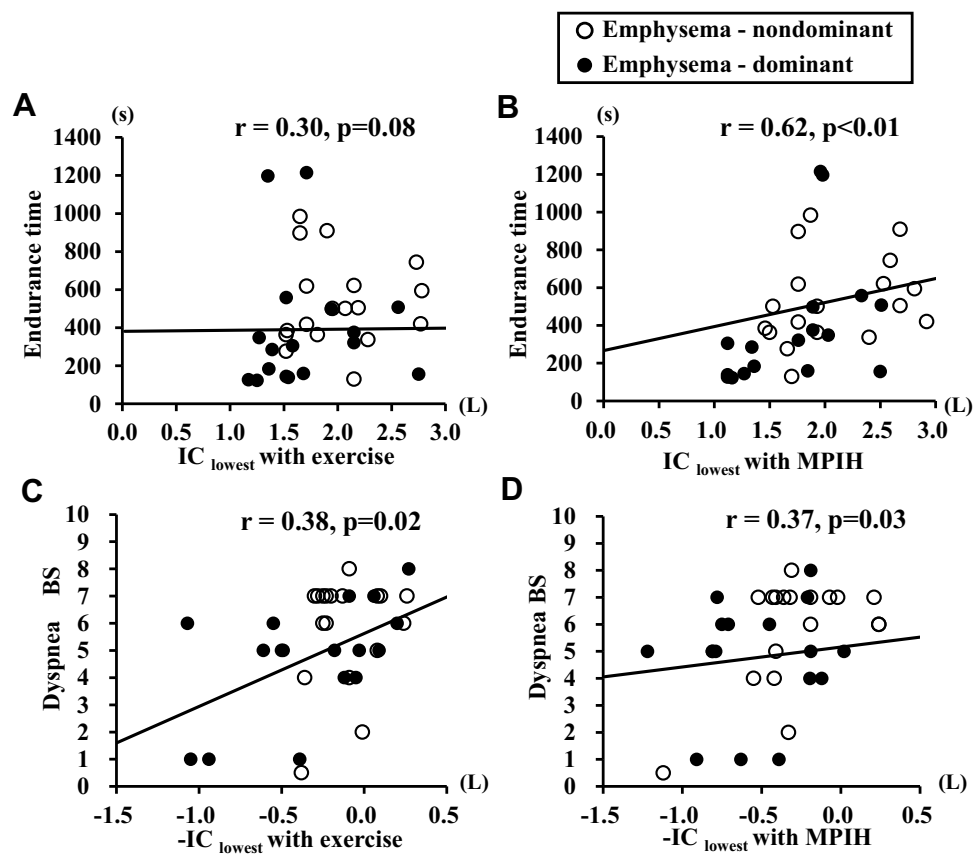 Emphysema - nondominant
Emphysema - dominant
A
(s)
r = 0.30, p=0.08
1400
1200
1000
800
600
400
200
0
Endurance time
0.0 0.5 1.0 1.5 2.0 2.5 3.0
(L)
IC lowest with exercise
B
(s)
r = 0.62, p<0.01
1400
1200
1000
800
600
400
200
0
Endurance time
0.0 0.5 1.0 1.5 2.0 2.5 3.0
(L)
IC lowest with MPIH
C
r = 0.38, p=0.02
10
9
8
7
6
5
4
3
2
1
0
Dyspnea BS
-1.5 -1.0 -0.5 0.0 0.5
(L)
-IC lowest with exercise
D
r = 0.37, p=0.03
10
9
8
7
6
5
4
3
2
1
0
Dyspnea BS
-1.5 -1.0 -0.5 0.0 0.5
(L)
-IC lowest with MPIH